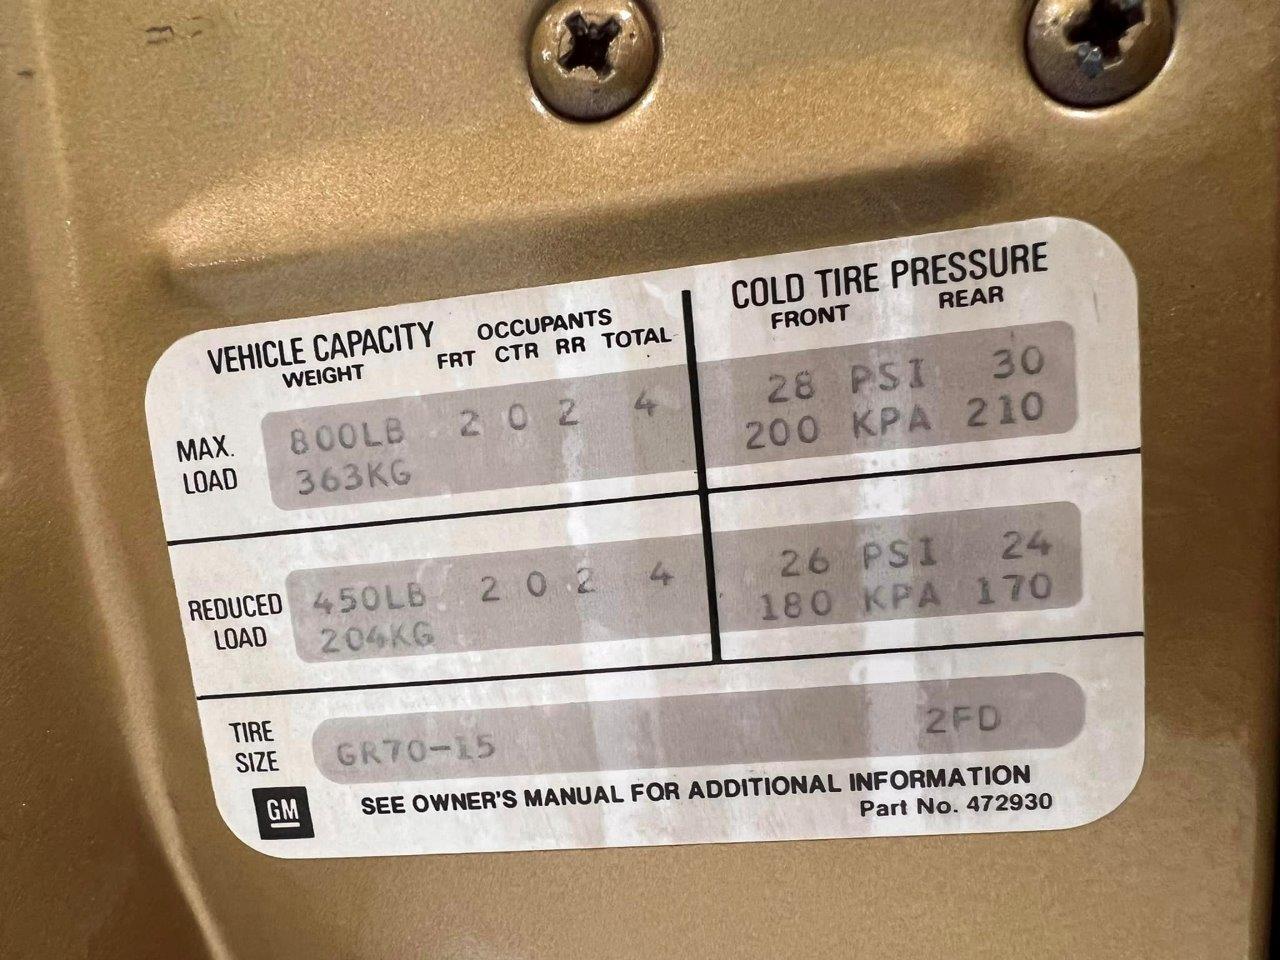 VEHICLE CAPACITY OCCUPANTS
WEIGHT FRT CTR RR TOTAL
COLD TIRE PRESSURE
FRONT REAR
MAX. LOAD
800LB 2 0 2 4
363KG
28 PSI 30
200 KPA 210
REDUCED LOAD
450LB 2 0 2 4
204KG
26 PSI 24
180 KPA 170
TIRE SIZE
GR70-15 2FD
GM
SEE OWNER'S MANUAL FOR ADDITIONAL INFORMATION
Part No. 472930